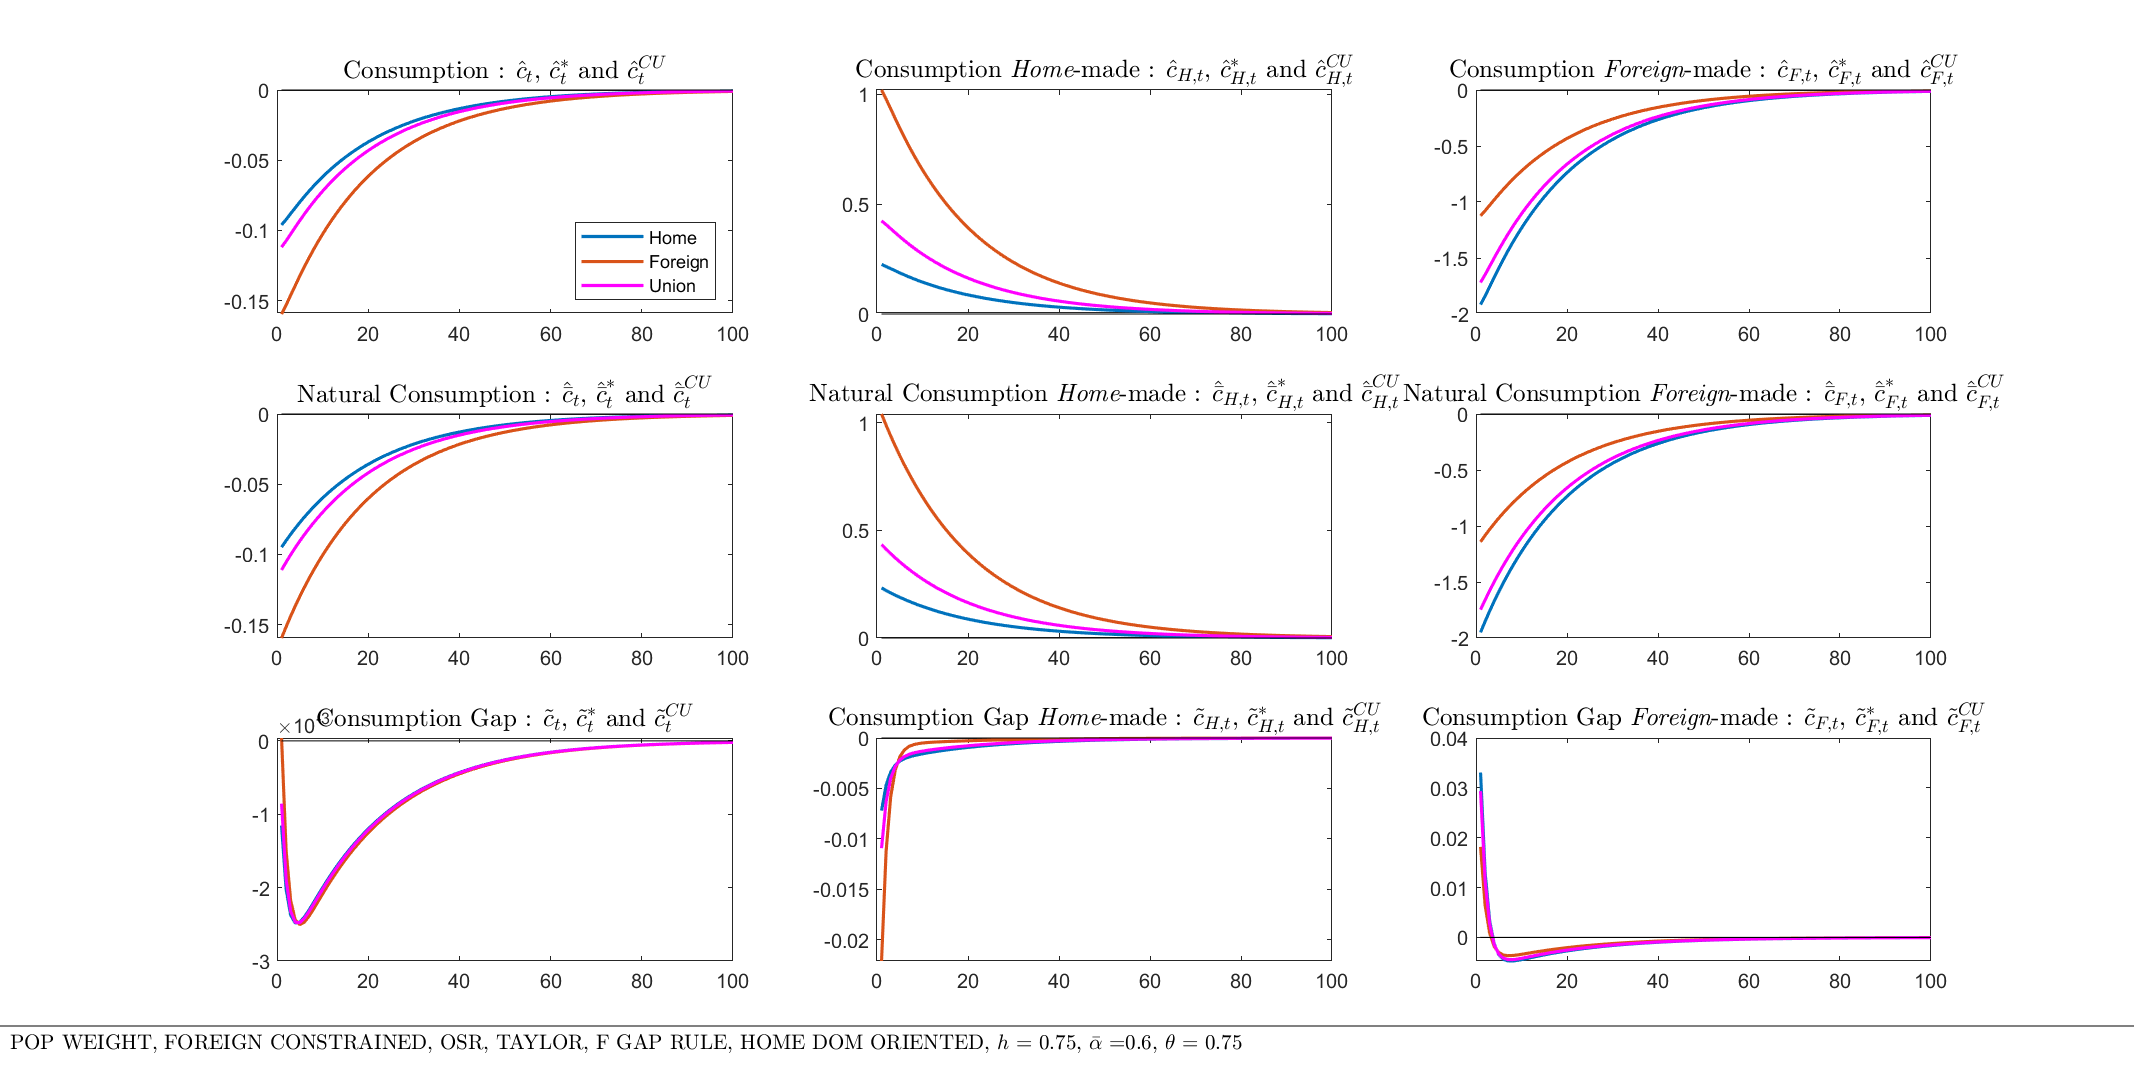 Consumption : ĉ_t, ĉ*_t and ĉ^CU_t
Consumption Home-made : ĉ_H,t, ĉ*_H,t and ĉ^CU_H,t
Consumption Foreign-made : ĉ_F,t, ĉ*_F,t and ĉ^CU_F,t
0
-0.05
-0.1
-0.15
0 20 40 60 80 100
Home
Foreign
Union
1
0.5
0
0 20 40 60 80 100
0
-0.5
-1
-1.5
-2
0 20 40 60 80 100
Natural Consumption : c̄̂_t, c̄̂*_t and c̄̂^CU_t
Natural Consumption Home-made : c̄̂_H,t, c̄̂*_H,t and c̄̂^CU_H,t
Natural Consumption Foreign-made : c̄̂_F,t, c̄̂*_F,t and c̄̂^CU_F,t
0
-0.05
-0.1
-0.15
0 20 40 60 80 100
1
0.5
0
0 20 40 60 80 100
0
-0.5
-1
-1.5
-2
0 20 40 60 80 100
Consumption Gap : c̃_t, c̃*_t and c̃^CU_t
Consumption Gap Home-made : c̃_H,t, c̃*_H,t and c̃^CU_H,t
Consumption Gap Foreign-made : c̃_F,t, c̃*_F,t and c̃^CU_F,t
×10^-3
0
-1
-2
-3
0 20 40 60 80 100
0
-0.005
-0.01
-0.015
-0.02
0 20 40 60 80 100
0.04
0.03
0.02
0.01
0
0 20 40 60 80 100
POP WEIGHT, FOREIGN CONSTRAINED, OSR, TAYLOR, F GAP RULE, HOME DOM ORIENTED, h = 0.75, ᾱ =0.6, θ = 0.75